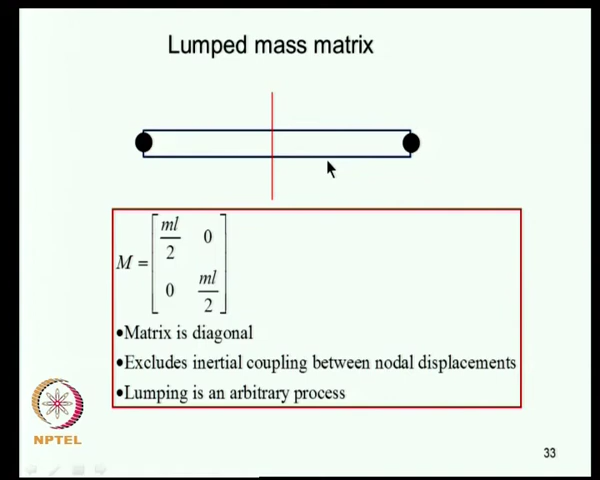 Lumped mass matrix
M = [ ml/2 0
0 ml/2 ]
•Matrix is diagonal
•Excludes inertial coupling between nodal displacements
•Lumping is an arbitrary process
NPTEL
33